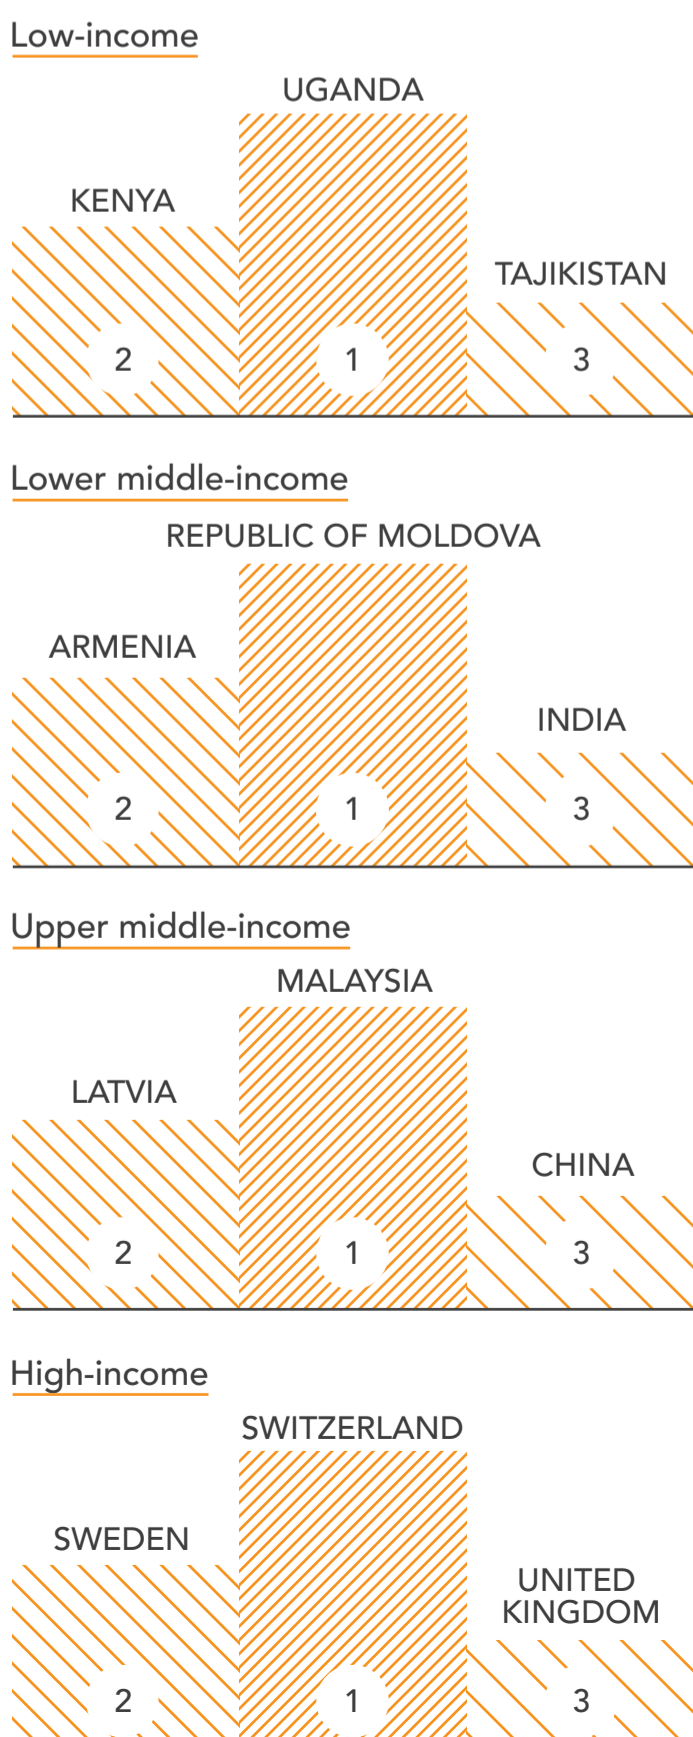 Low-income
UGANDA
KENYA
TAJIKISTAN
2
1
3
Lower middle-income
REPUBLIC OF MOLDOVA
ARMENIA
INDIA
2
1
3
Upper middle-income
MALAYSIA
LATVIA
CHINA
2
1
3
High-income
SWITZERLAND
SWEDEN
UNITED
KINGDOM
2
1
3